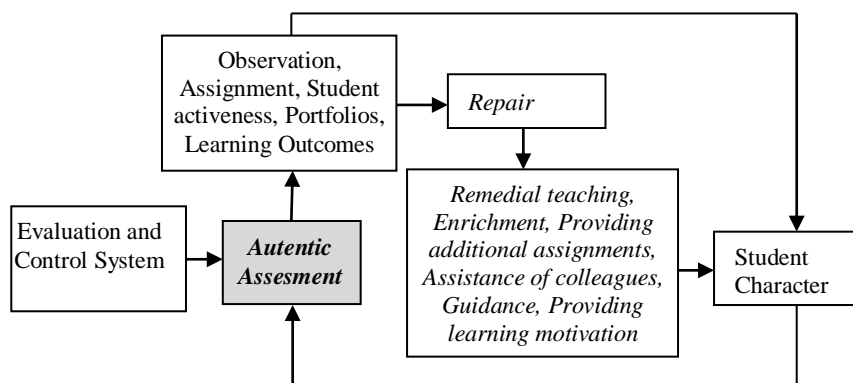 Observation,
Assignment, Student
activeness, Portfolios,
Learning Outcomes
Repair
Remedial teaching,
Enrichment, Providing
additional assignments,
Assistance of colleagues,
Guidance, Providing
learning motivation
Evaluation and
Control System
Autentic
Assesment
Student
Character